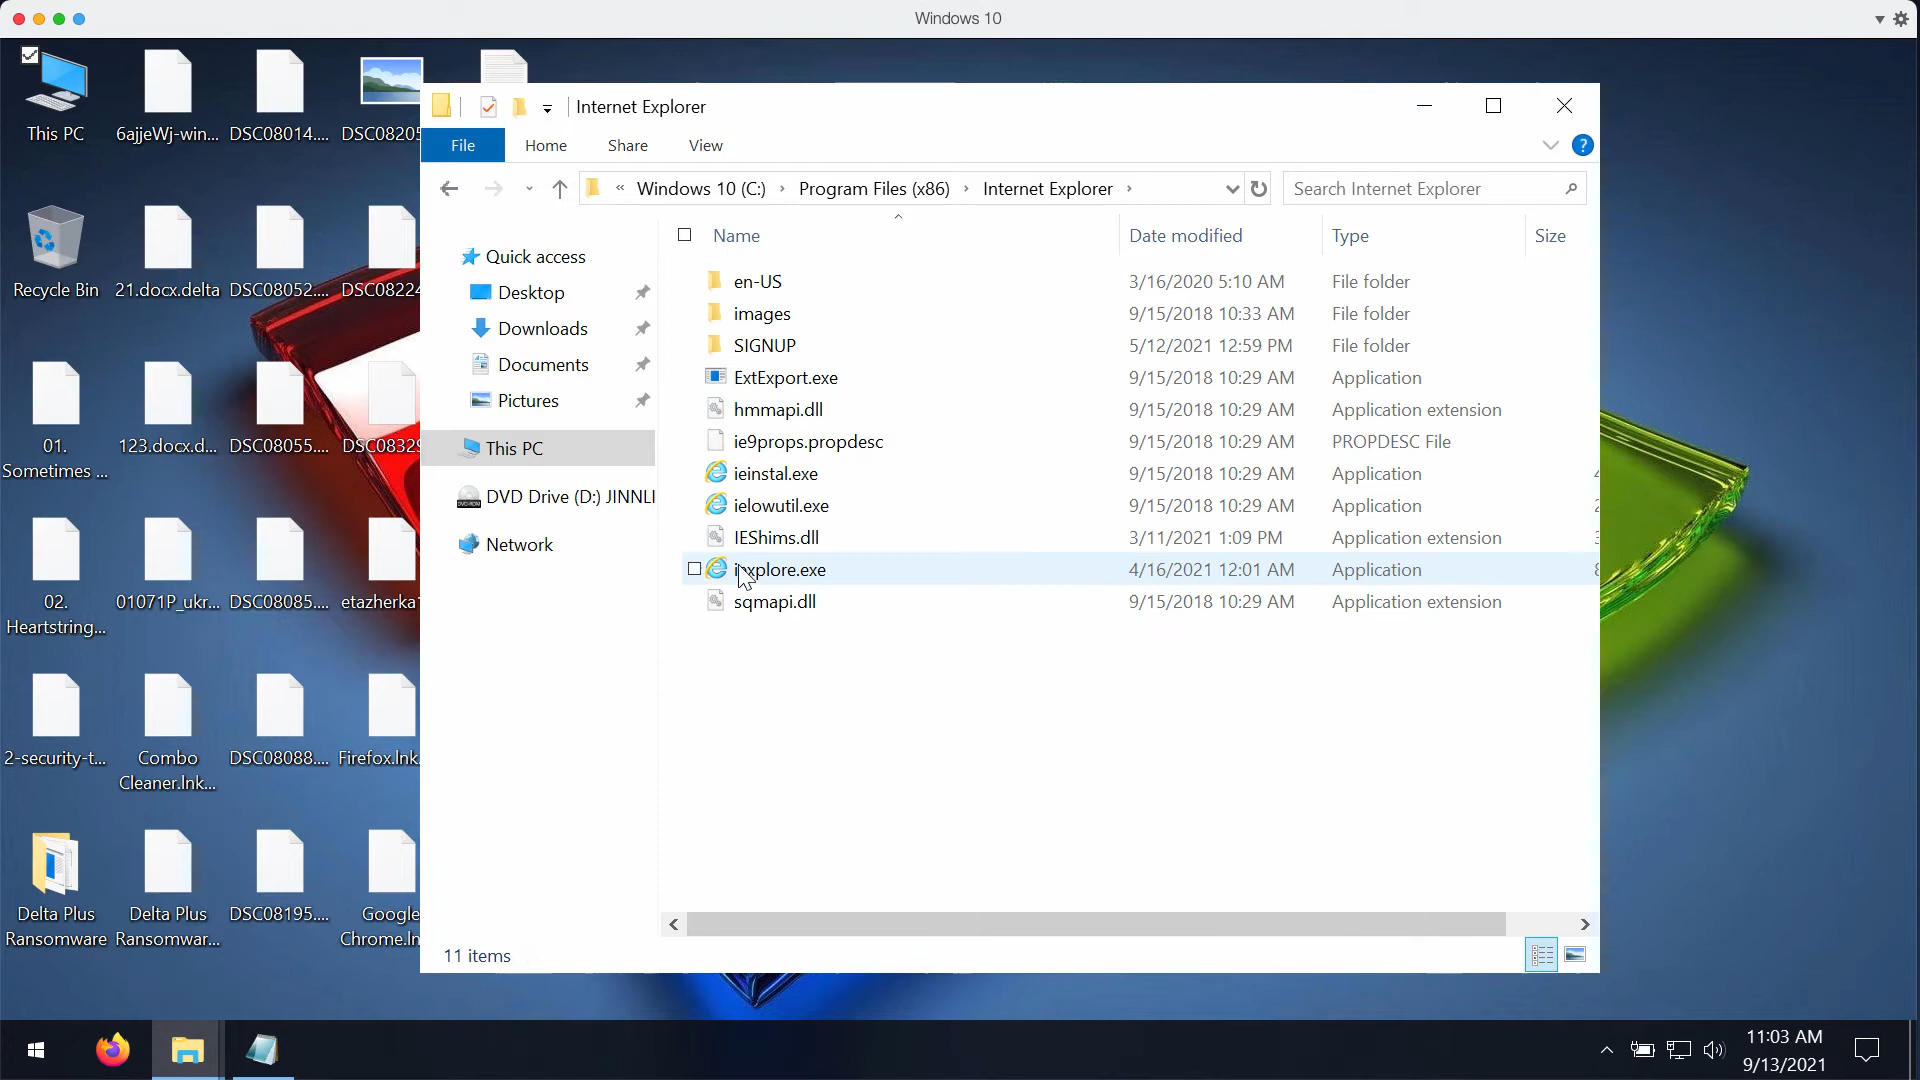 Windows 10
This PC
6ajjeWj-win...
DSC08014....
DSC08205
Recycle Bin
21.docx.delta
DSC08052....
DSC08224
01.
Sometimes ...
123.docx.d...
DSC08055....
DSC08329
02.
Heartstring...
01071P_ukr...
DSC08085....
etazherka
2-security-t...
Combo
Cleaner.lnk...
DSC08088....
Firefox.lnk.
Delta Plus
Ransomware
Delta Plus
Ransomwar...
DSC08195....
Google
Chrome.ln
Internet Explorer
File
Home
Share
View
?
« Windows 10 (C:) › Program Files (x86) › Internet Explorer ›
Search Internet Explorer
Quick access
Desktop
Downloads
Documents
Pictures
This PC
DVD Drive (D:) JINNLI
Network
Name Date modified Type Size
en-US 3/16/2020 5:10 AM File folder
images 9/15/2018 10:33 AM File folder
SIGNUP 5/12/2021 12:59 PM File folder
ExtExport.exe 9/15/2018 10:29 AM Application
hmmapi.dll 9/15/2018 10:29 AM Application extension
ie9props.propdesc 9/15/2018 10:29 AM PROPDESC File
ieinstal.exe 9/15/2018 10:29 AM Application
ielowutil.exe 9/15/2018 10:29 AM Application
IEShims.dll 3/11/2021 1:09 PM Application extension
iexplore.exe 4/16/2021 12:01 AM Application
sqmapi.dll 9/15/2018 10:29 AM Application extension
11 items
11:03 AM
9/13/2021